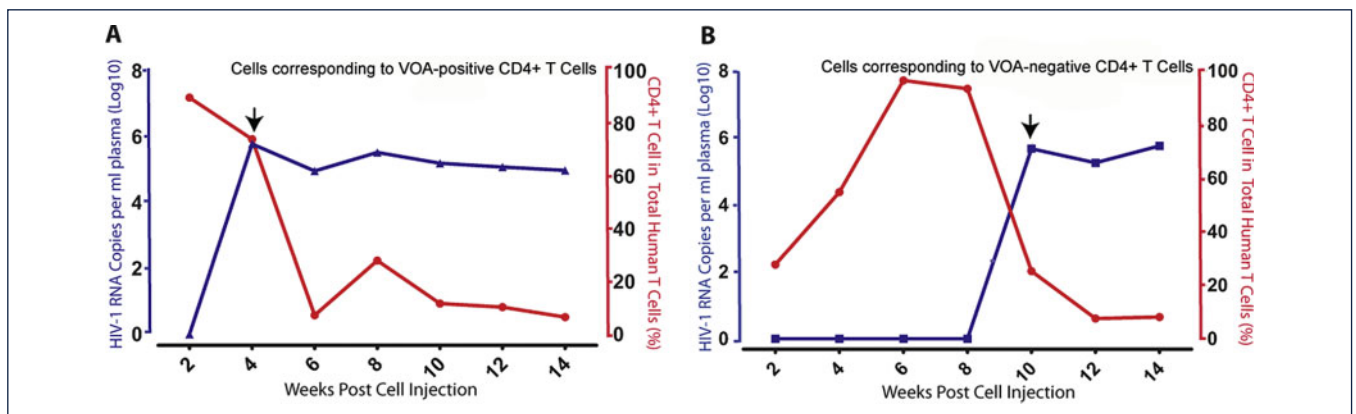 A
Cells corresponding to VOA-positive CD4+ T Cells
HIV-1 RNA Copies per ml plasma (Log10)
8
6
4
2
0
100
80
60
40
20
0
CD4+ T Cell in Total Human T Cells (%)
2 4 6 8 10 12 14
Weeks Post Cell Injection
B
Cells corresponding to VOA-negative CD4+ T Cells
HIV-1 RNA Copies per ml plasma (Log10)
8
6
4
2
0
100
80
60
40
20
0
CD4+ T Cell in Total Human T Cells (%)
2 4 6 8 10 12 14
Weeks Post Cell Injection